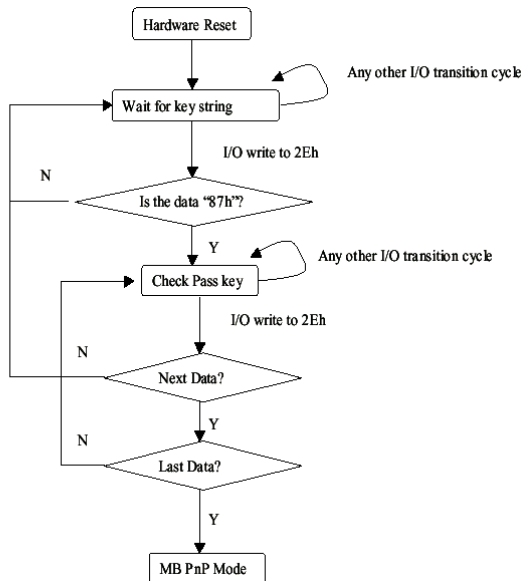 Hardware Reset
Any other I/O transition cycle
Wait for key string
I/O write to 2Eh
N
Is the data "87h"?
Y
Any other I/O transition cycle
Check Pass key
I/O write to 2Eh
N
Next Data?
Y
N
Last Data?
Y
MB PnP Mode